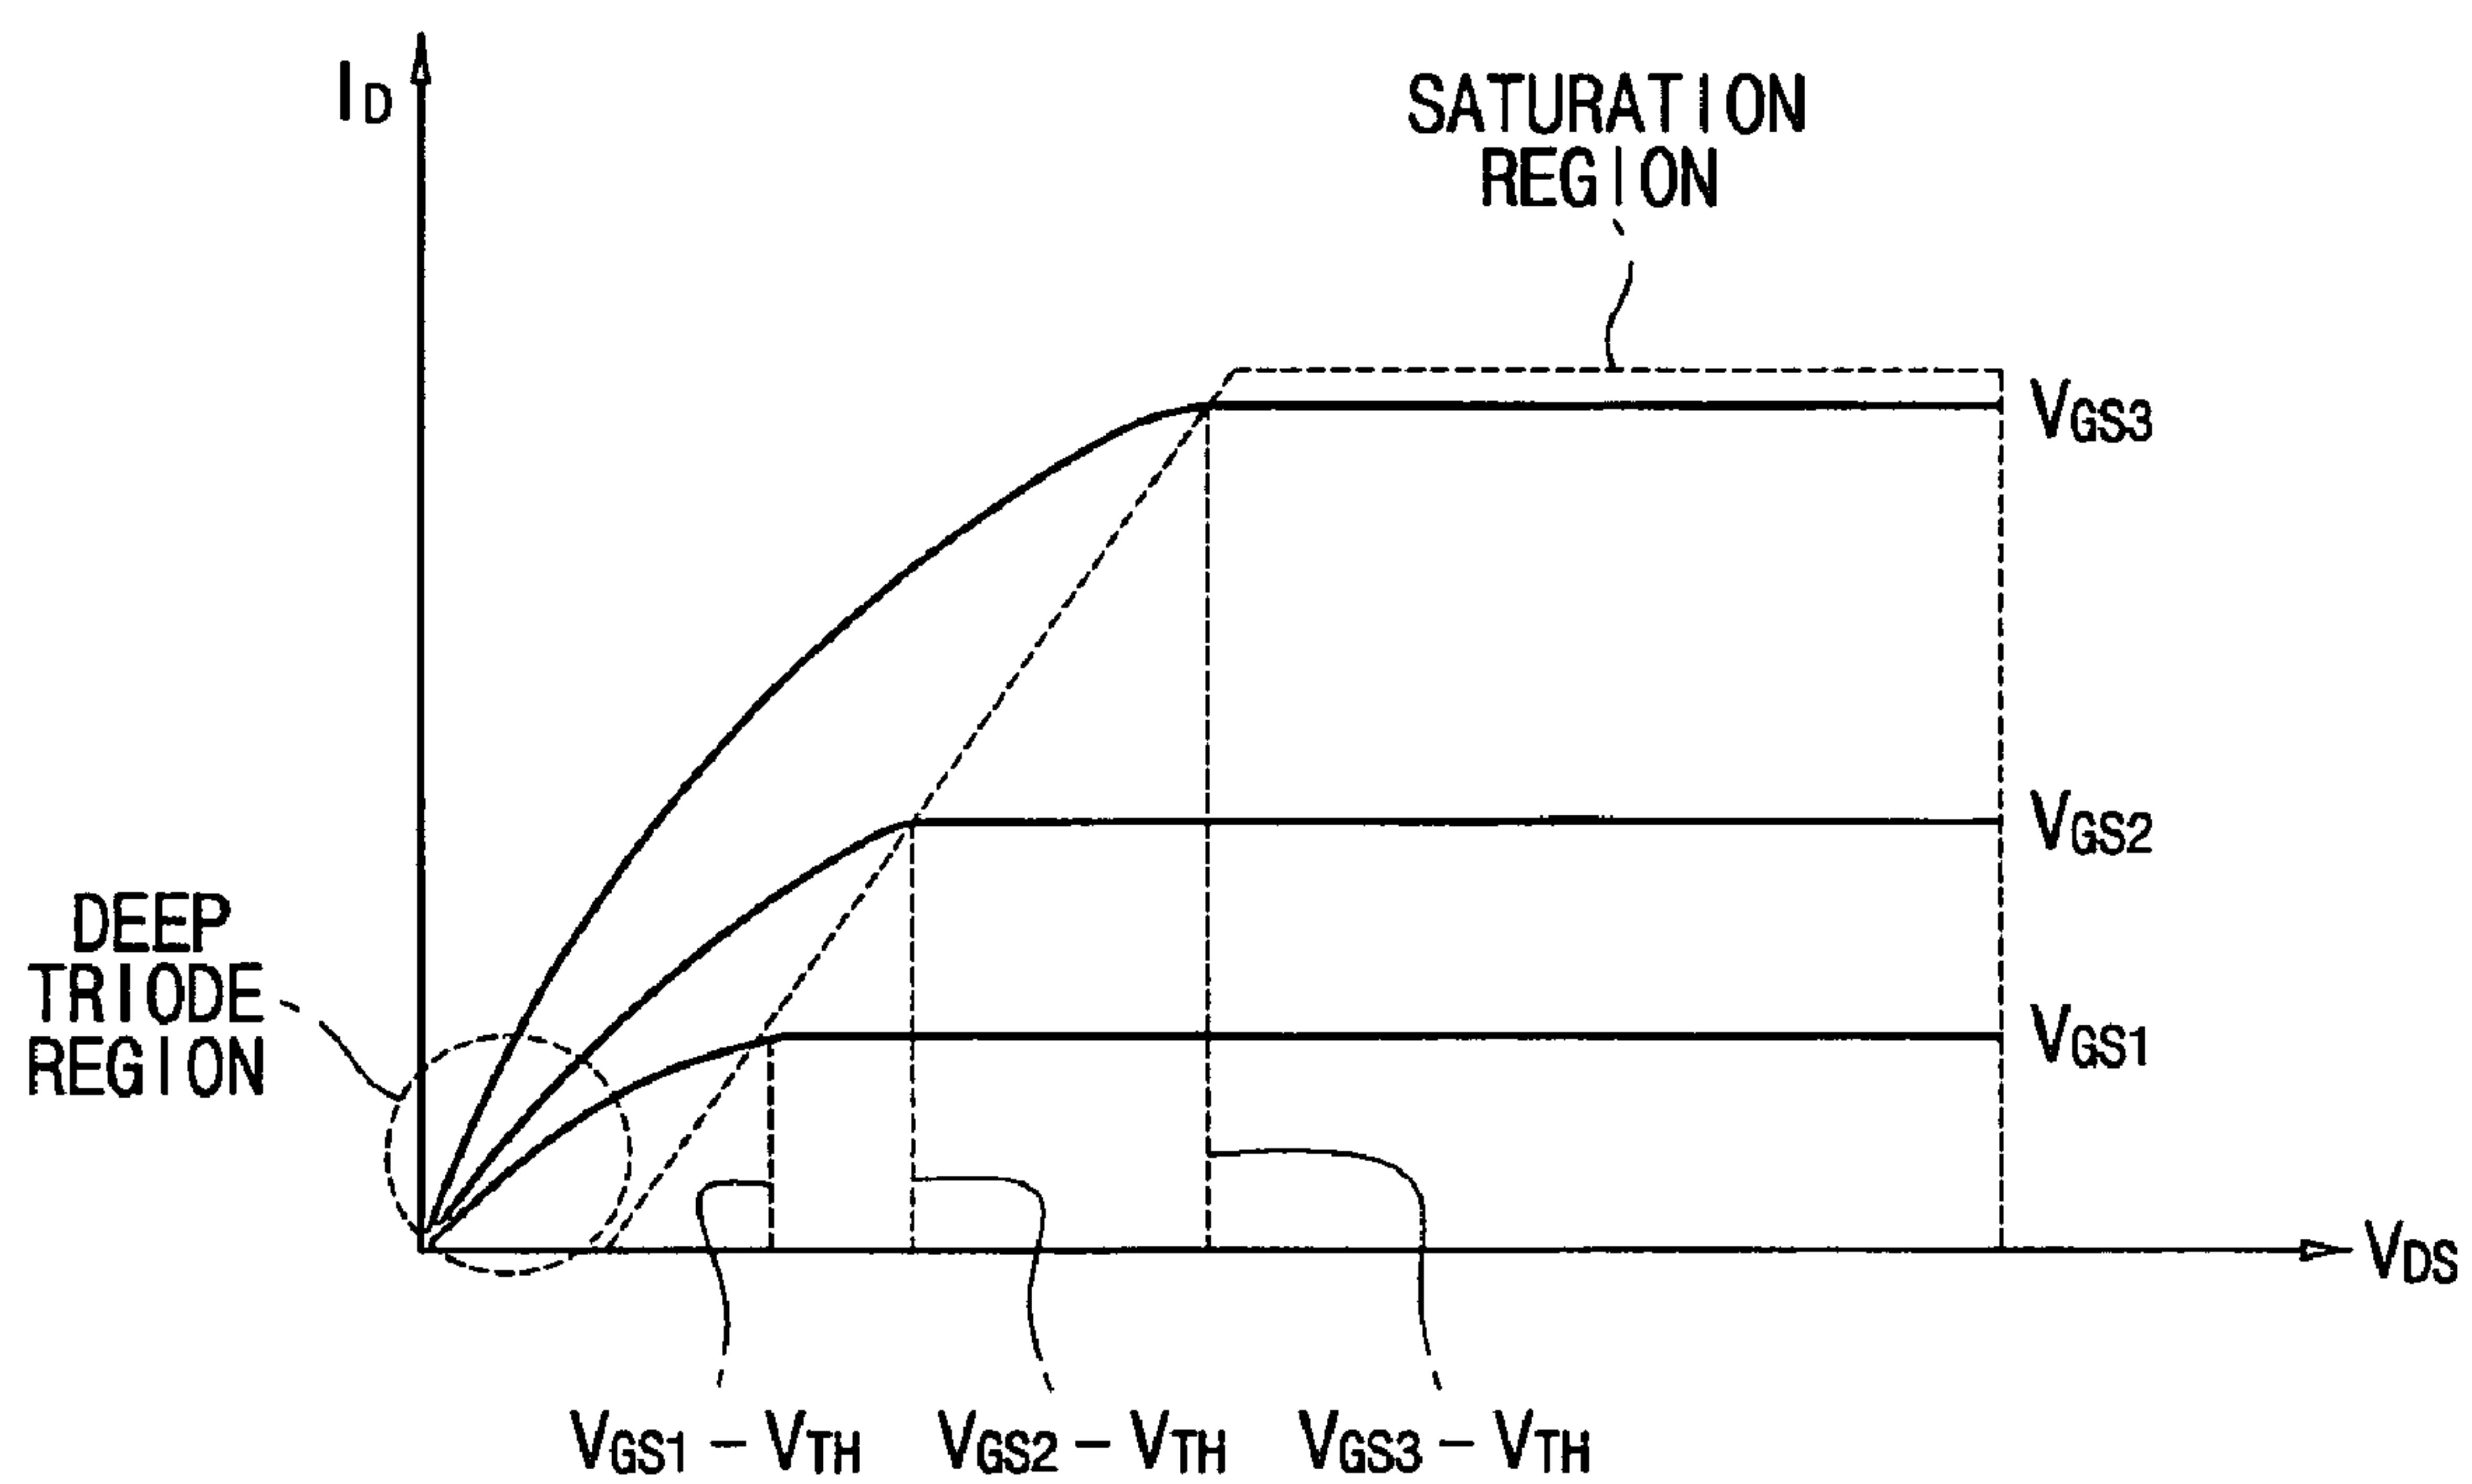 ID
SATURATION
REGION
VGS3
VGS2
DEEP
TRIODE
REGION
VGS1
VDS
VGS1 – VTH
VGS2 – VTH
VGS3 – VTH